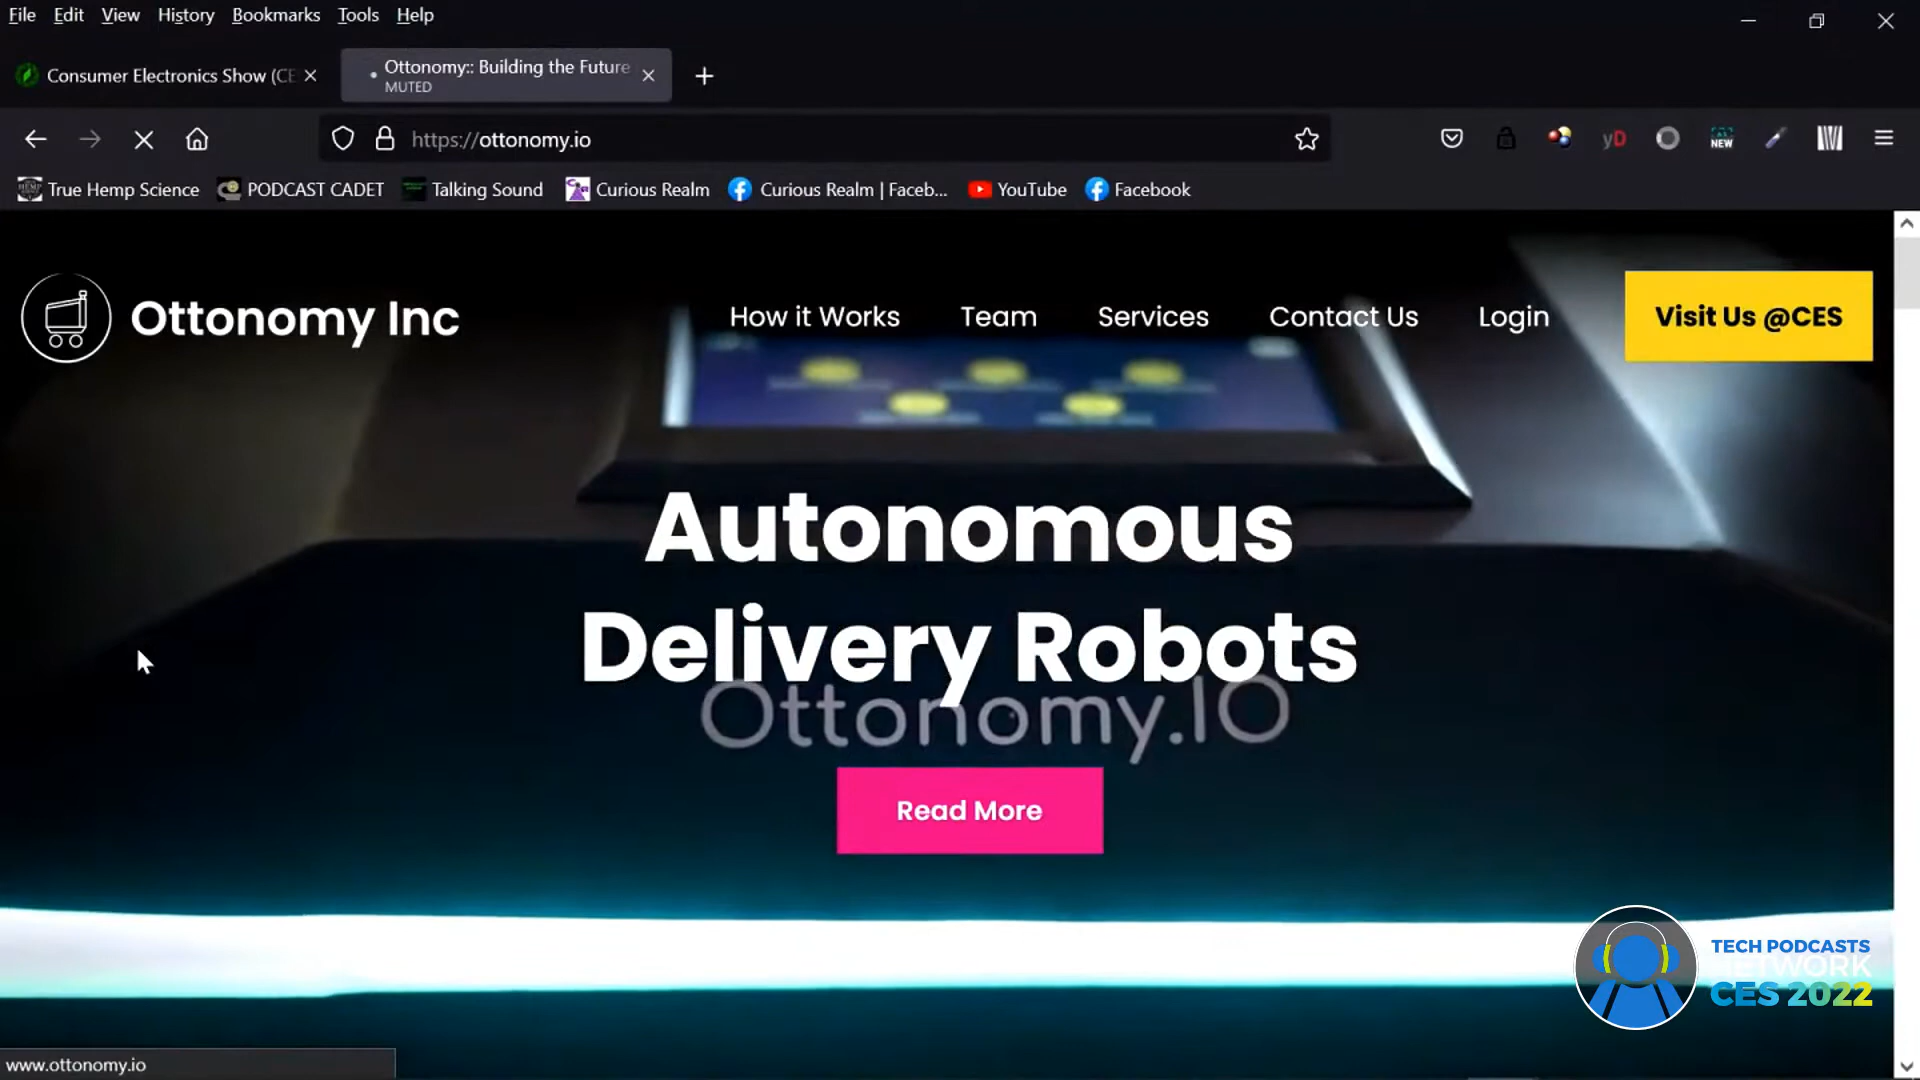 File Edit View History Bookmarks Tools Help
Consumer Electronics Show (CE
Ottonomy:: Building the Future
MUTED
https://ottonomy.io
yD
NEW
True Hemp Science PODCAST CADET Talking Sound Curious Realm Curious Realm | Faceb... YouTube Facebook
Ottonomy Inc
How it Works Team Services Contact Us Login Visit Us @CES
Autonomous
Delivery Robots
Ottonomy.IO
Read More
TECH PODCASTS
NETWORK
CES 2022
www.ottonomy.io